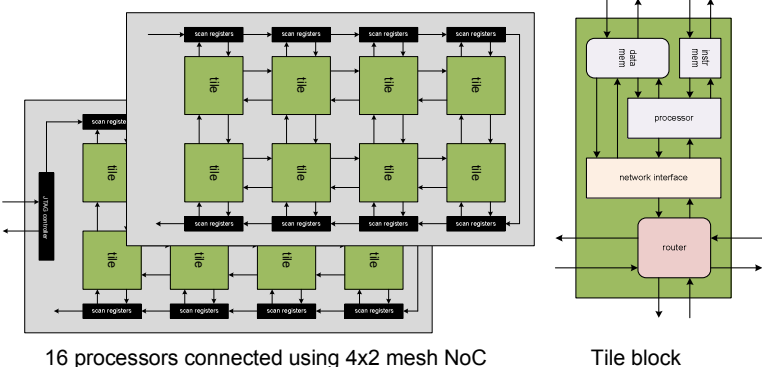 scan registers scan registers scan registers scan registers
tile tile tile tile
tile tile tile tile
scan registers scan registers scan registers scan registers
scan regis
JTAG controller
tile
tile tile tile tile
scan registers scan registers scan registers scan registers
16 processors connected using 4x2 mesh NoC
data mem
instr mem
processor
network interface
router
Tile block